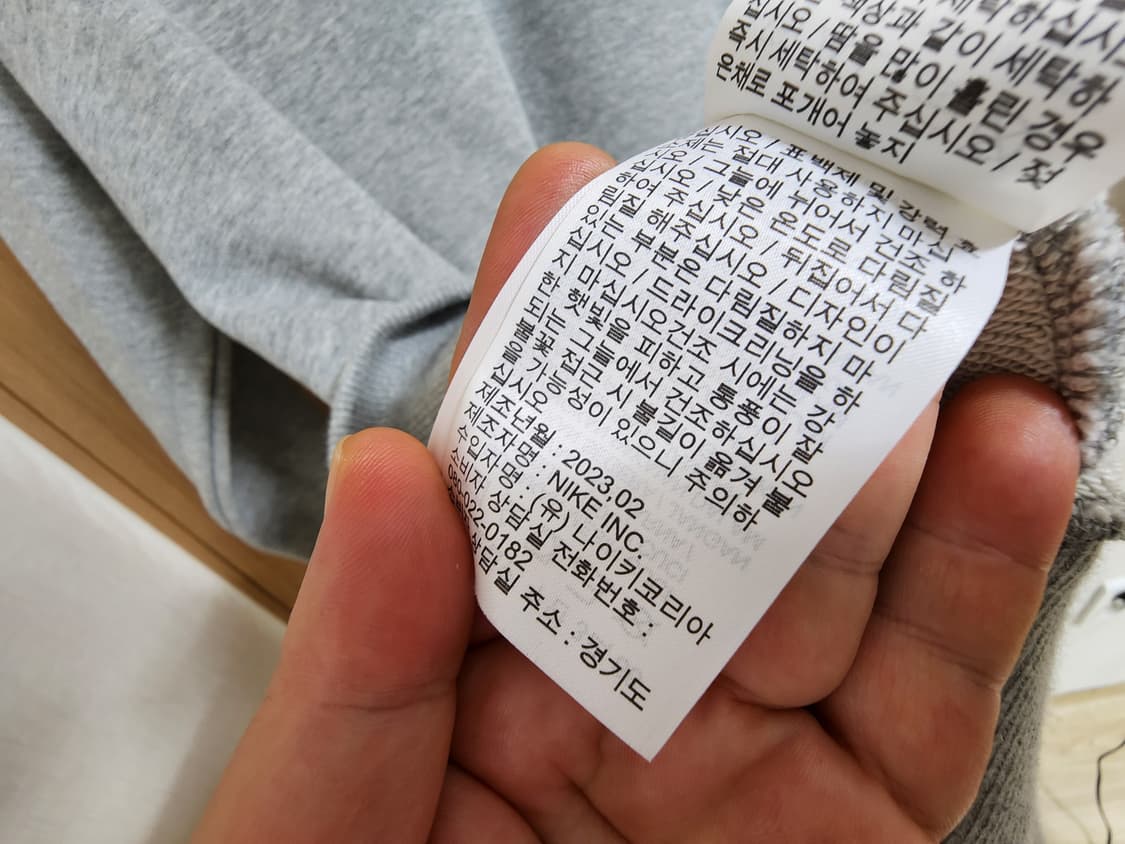 세탁하십시오
색상과 같이 세탁하
십시오 / 땀을 많이 흘린 경우
즉시 세탁하여 주십시오 / 젖
은채로 포개어 놓지
십시오 / 표백제 및 강력
제는 절대 사용하지 마십
시오 / 그늘에 뉘어서 건조 하
십시오 / 낮은 온도로 다림질
하여 주십시오 / 뒤집어서 다
림질 해주십시오 / 디자인이
있는 부분은 다림질하지 마
십시오 / 드라이크리닝을 하
지 마십시오건조 시에는 강
한 햇빛을 피하고 통풍이 잘
되는 그늘에서 건조하십시오
불꽃 접근 시 불길이 옮겨 붙
을 가능성이 있으니 주의하
십시오
제조년월 : 2023.02
제조자명 : NIKE INC.
수입자명 : (유) 나이키코리아
소비자 상담실 전화번호 :
080-022-0182
상담실 주소 : 경기도